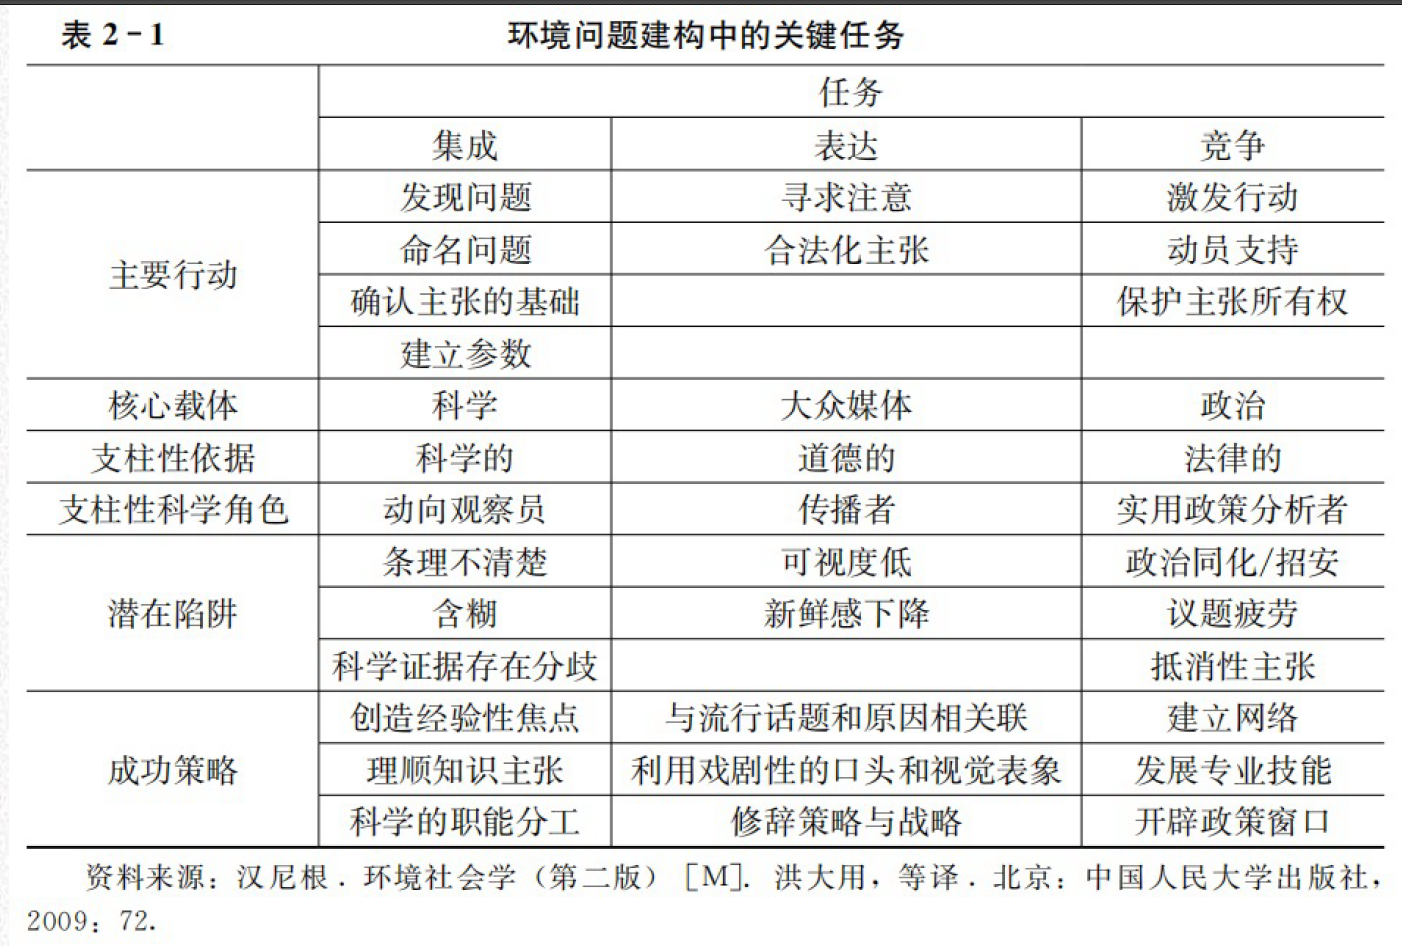 表 2-1 环境问题建构中的关键任务
任务
集成 表达 竞争
主要行动
发现问题 寻求注意 激发行动
命名问题 合法化主张 动员支持
确认主张的基础 保护主张所有权
建立参数
核心载体 科学 大众媒体 政治
支柱性依据 科学的 道德的 法律的
支柱性科学角色 动向观察员 传播者 实用政策分析者
潜在陷阱
条理不清楚 可视度低 政治同化/招安
含糊 新鲜感下降 议题疲劳
科学证据存在分歧 抵消性主张
成功策略
创造经验性焦点 与流行话题和原因相关联 建立网络
理顺知识主张 利用戏剧性的口头和视觉表象 发展专业技能
科学的职能分工 修辞策略与战略 开辟政策窗口
资料来源：汉尼根．环境社会学（第二版）［M]．洪大用，等译．北京：中国人民大学出版社，
2009：72．